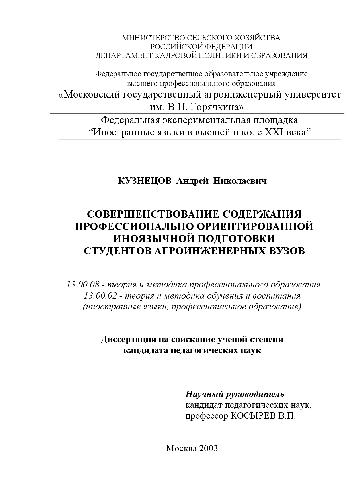 МИНИСТЕРСТВО СЕЛЬСКОГО ХОЗЯЙСТВА
РОССИЙСКОЙ ФЕДЕРАЦИИ
ДЕПАРТАМЕНТ КАДРОВОЙ ПОЛИТИКИ И ОБРАЗОВАНИЯ
Федеральное государственное образовательное учреждение
высшего профессионального образования
«Московский государственный агроинженерный университет
им. В.П. Горячкина»
Федеральная экспериментальная площадка
“Иностранные языки в высшей школе XXI века”
КУЗНЕЦОВ Андрей Николаевич
СОВЕРШЕНСТВОВАНИЕ СОДЕРЖАНИЯ
ПРОФЕССИОНАЛЬНО ОРИЕНТИРОВАННОЙ
ИНОЯЗЫЧНОЙ ПОДГОТОВКИ
СТУДЕНТОВ АГРОИНЖЕНЕРНЫХ ВУЗОВ
13.00.08 - теория и методика профессионального образования
13.00.02 - теория и методика обучения и воспитания
(иностранные языки, профессиональное образование)
Диссертация на соискание ученой степени
кандидата педагогических наук
Научный руководитель
кандидат педагогических наук,
профессор КОСЫРЕВ В.П.
Москва 2003